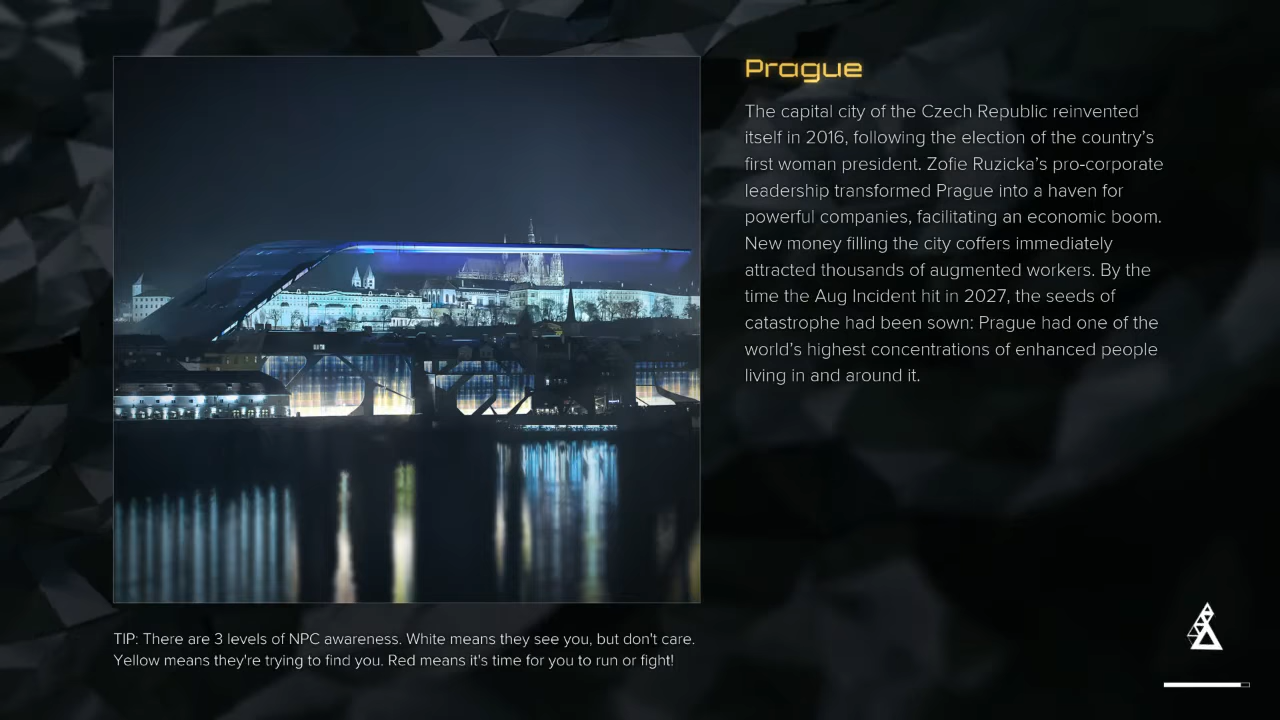 Prague
The capital city of the Czech Republic reinvented
itself in 2016, following the election of the country's
first woman president. Zofie Ruzicka's pro-corporate
leadership transformed Prague into a haven for
powerful companies, facilitating an economic boom.
New money filling the city coffers immediately
attracted thousands of augmented workers. By the
time the Aug Incident hit in 2027, the seeds of
catastrophe had been sown: Prague had one of the
world's highest concentrations of enhanced people
living in and around it.
TIP: There are 3 levels of NPC awareness. White means they see you, but don't care.
Yellow means they're trying to find you. Red means it's time for you to run or fight!